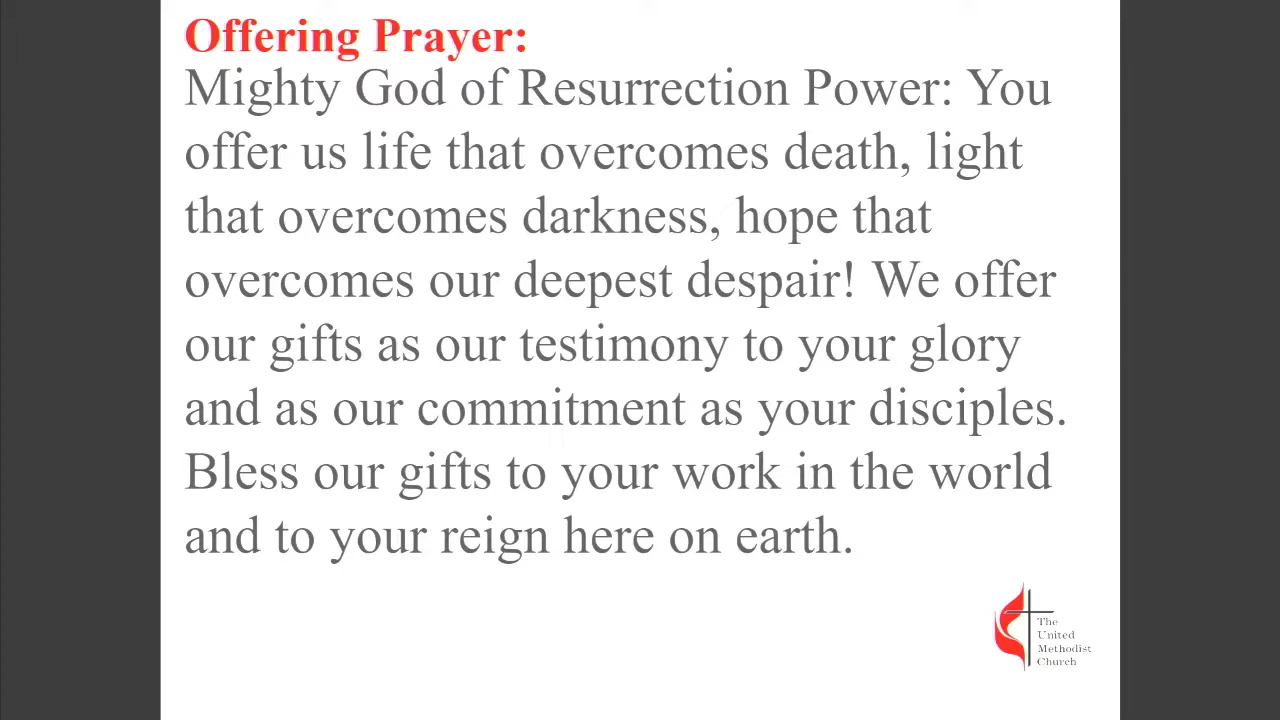 Offering Prayer:
Mighty God of Resurrection Power: You
offer us life that overcomes death, light
that overcomes darkness, hope that
overcomes our deepest despair! We offer
our gifts as our testimony to your glory
and as our commitment as your disciples.
Bless our gifts to your work in the world
and to your reign here on earth.
The
United
Methodist
Church